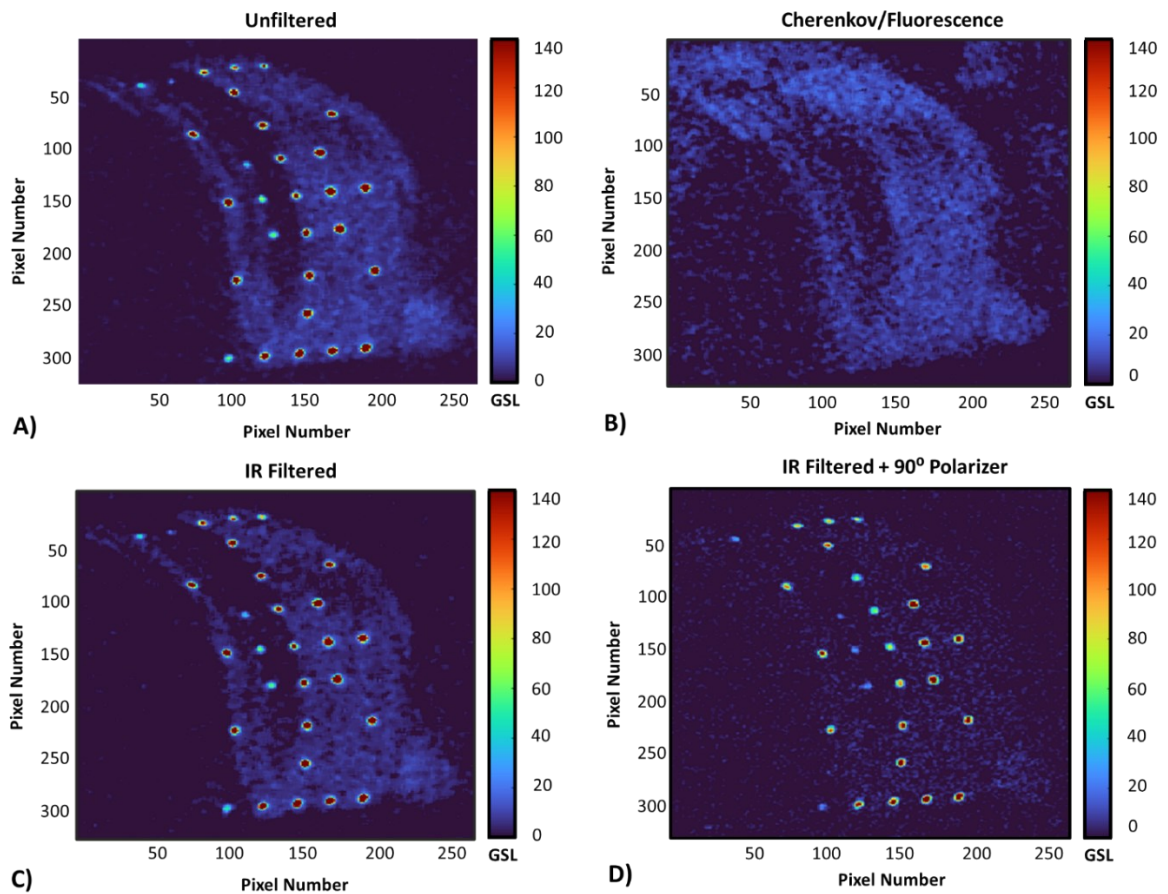 Unfiltered
Pixel Number
50
100
150
200
250
300
50 100 150 200 250
Pixel Number
140
120
100
80
60
40
20
0
GSL
A)
Cherenkov/Fluorescence
Pixel Number
50
100
150
200
250
300
50 100 150 200 250
Pixel Number
140
120
100
80
60
40
20
0
GSL
B)
IR Filtered
Pixel Number
50
100
150
200
250
300
50 100 150 200 250
Pixel Number
140
120
100
80
60
40
20
0
GSL
C)
IR Filtered + 90⁰ Polarizer
Pixel Number
50
100
150
200
250
300
50 100 150 200 250
Pixel Number
140
120
100
80
60
40
20
0
GSL
D)